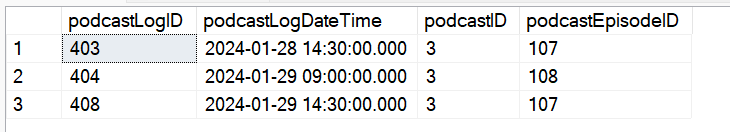 podcastLogID podcastLogDateTime podcastID podcastEpisodeID
1 403 2024-01-28 14:30:00.000 3 107
2 404 2024-01-29 09:00:00.000 3 108
3 408 2024-01-29 14:30:00.000 3 107